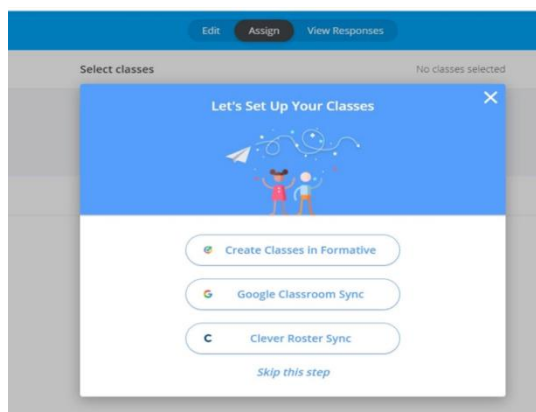 Edit Assign View Responses
Select classes No classes selected
Let's Set Up Your Classes
Create Classes in Formative
Google Classroom Sync
Clever Roster Sync
Skip this step